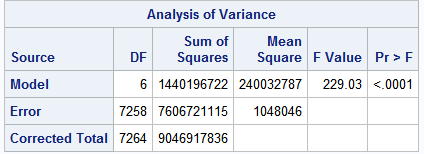 Analysis of Variance
Source DF Sum of Squares Mean Square F Value Pr > F
Model 6 1440196722 240032787 229.03 <.0001
Error 7258 7606721115 1048046
Corrected Total 7264 9046917836